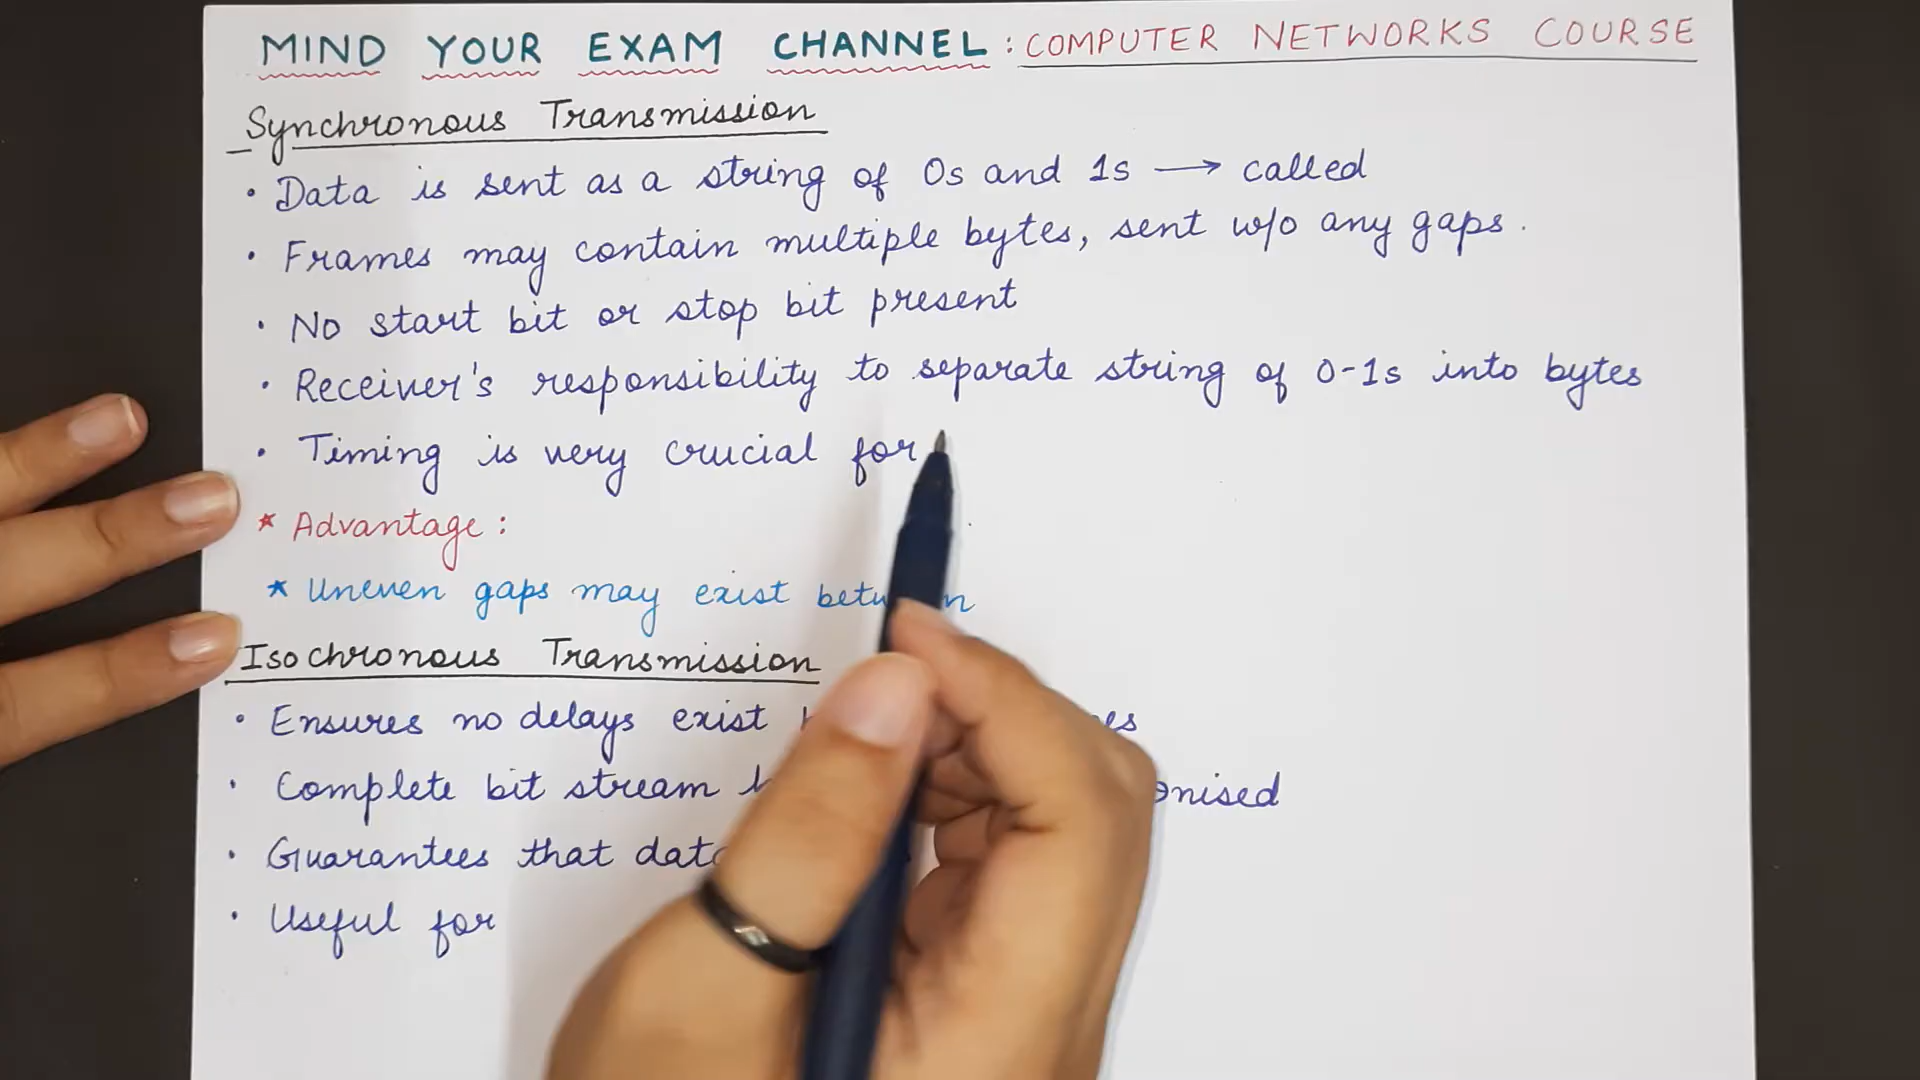 MIND YOUR EXAM CHANNEL : COMPUTER NETWORKS COURSE
Synchronous Transmission
• Data is sent as a string of 0s and 1s → called
• Frames may contain multiple bytes, sent w/o any gaps.
• No start bit or stop bit present
• Receiver's responsibility to separate string of 0-1s into bytes
• Timing is very crucial for
* Advantage :
* Uneven gaps may exist between
Isochronous Transmission
• Ensures no delays exist
• Complete bit stream
• Guarantees that data
• Useful for